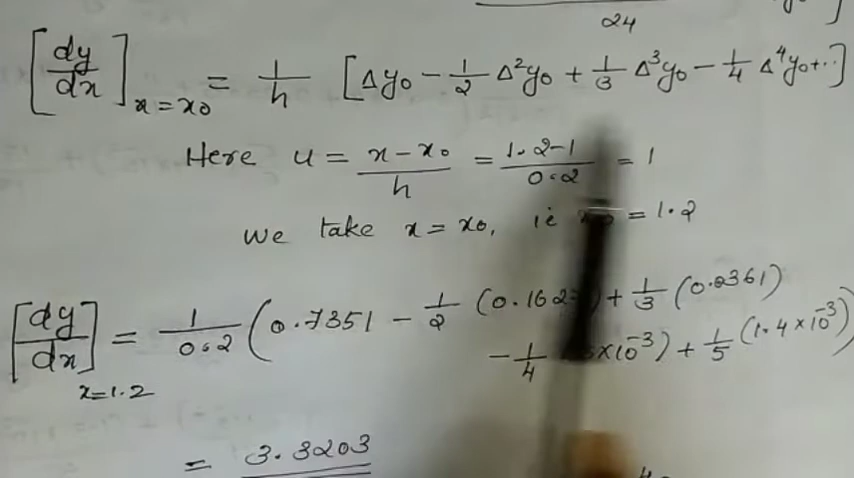 24
[dy/dx]x=x₀ = 1/h [Δy₀ − 1/2 Δ²y₀ + 1/3 Δ³y₀ − 1/4 Δ⁴y₀+..]
Here u = x − x₀/h = 1.2−1/0.2 = 1
we take x = x₀, ie = 1.2
[dy/dx]x=1.2 = 1/0.2 (0.7351 − 1/2 (0.162 ) + 1/3 (0.0361)
− 1/4 ×10⁻³) + 1/5 (1.4×10⁻³)
= 3.3203